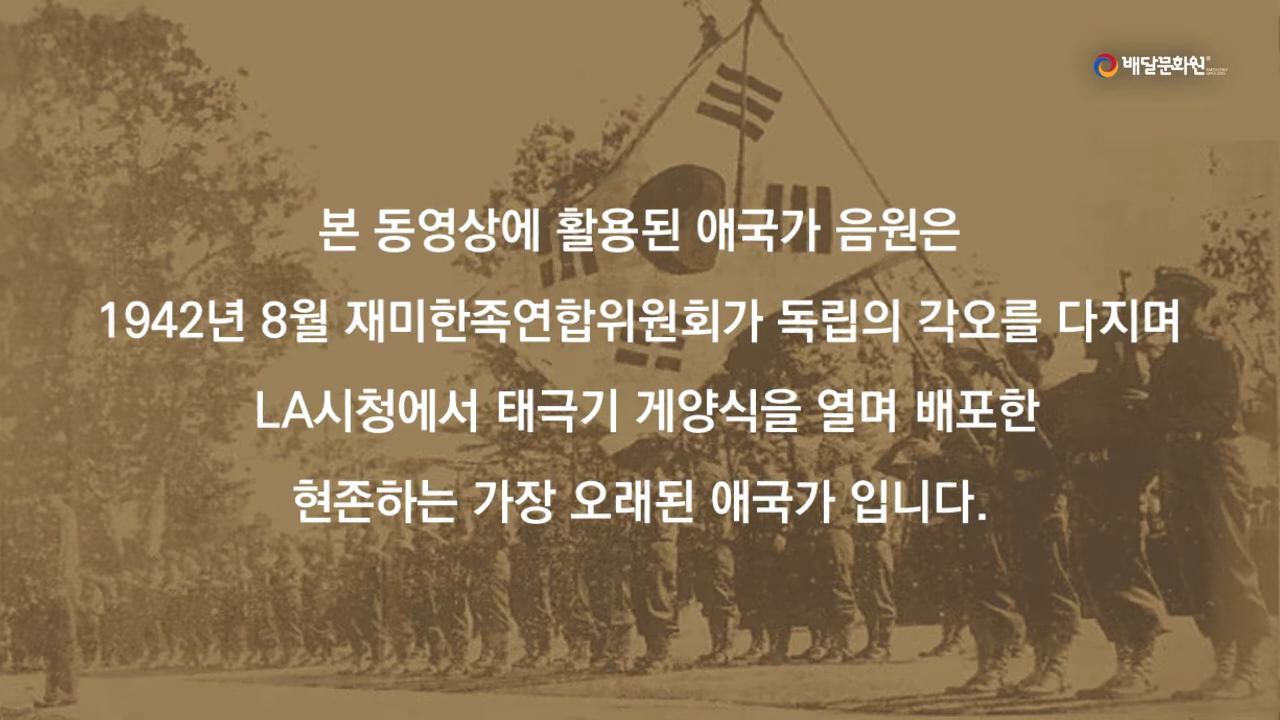 배달문화원
본 동영상에 활용된 애국가 음원은
1942년 8월 재미한족연합위원회가 독립의 각오를 다지며
LA시청에서 태극기 게양식을 열며 배포한
현존하는 가장 오래된 애국가 입니다.